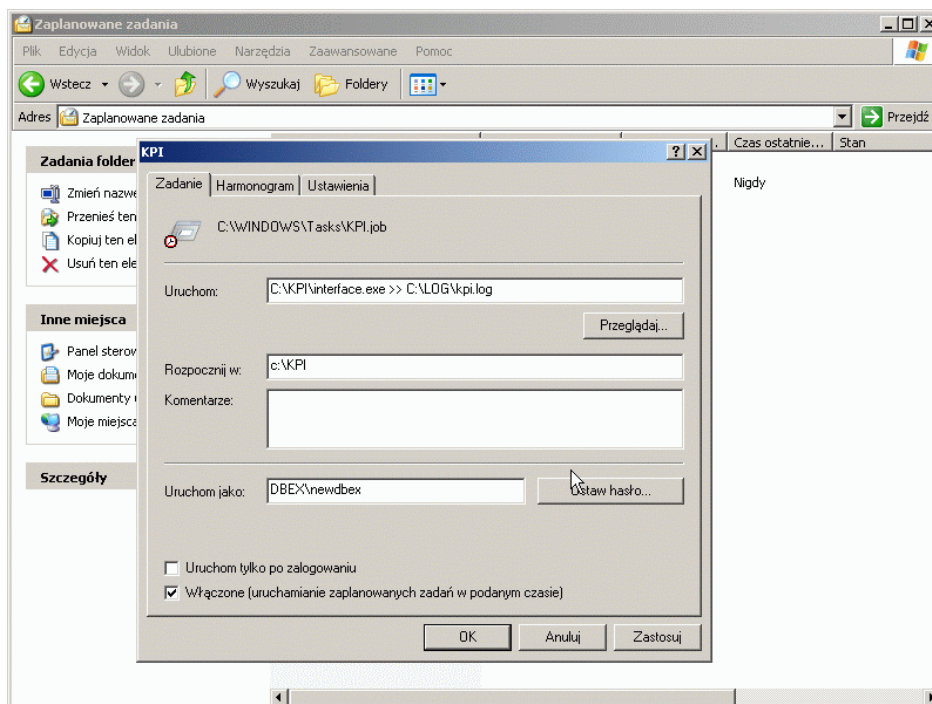 Zaplanowane zadania
Plik Edycja Widok Ulubione Narzędzia Zaawansowane Pomoc
Wstecz Wyszukaj Foldery
Adres Zaplanowane zadania Przejdź
. Czas ostatnie... Stan
Nigdy
Zadania folder
Zmień nazwę
Przenieś ten
Kopiuj ten el
Usuń ten ele
Inne miejsca
Panel sterow
Moje dokum
Dokumenty
Moje miejsca
Szczegóły
KPI
Zadanie Harmonogram Ustawienia
C:\WINDOWS\Tasks\KPI.job
Uruchom: C:\KPI\interface.exe >> C:\LOG\kpi.log
Przeglądaj...
Rozpocznij w: c:\KPI
Komentarze:
Uruchom jako: DBEX\newdbex Ustaw hasło...
Uruchom tylko po zalogowaniu
Włączone (uruchamianie zaplanowanych zadań w podanym czasie)
OK Anuluj Zastosuj